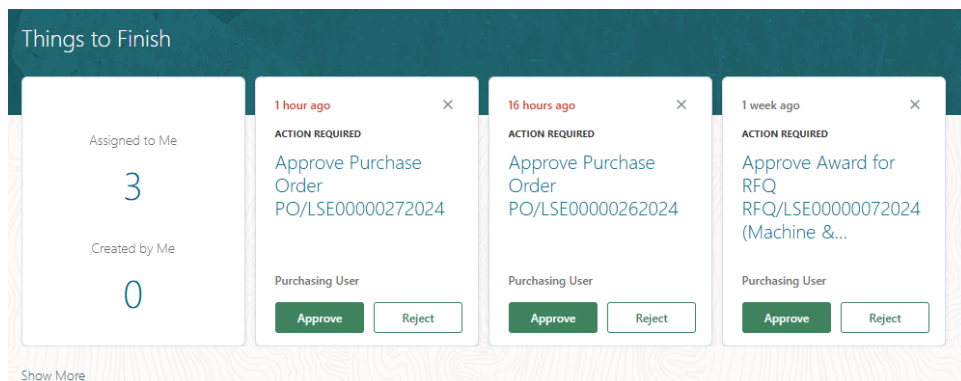 Things to Finish
Assigned to Me
3
Created by Me
0
1 hour ago
ACTION REQUIRED
Approve Purchase
Order
PO/LSE00000272024
Purchasing User
Approve
Reject
16 hours ago
ACTION REQUIRED
Approve Purchase
Order
PO/LSE00000262024
Purchasing User
Approve
Reject
1 week ago
ACTION REQUIRED
Approve Award for
RFQ
RFQ/LSE00000072024
(Machine &...
Purchasing User
Approve
Reject
Show More